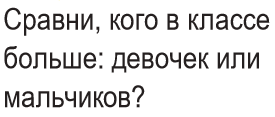 Сравни, кого в классе
больше: девочек или
мальчиков?